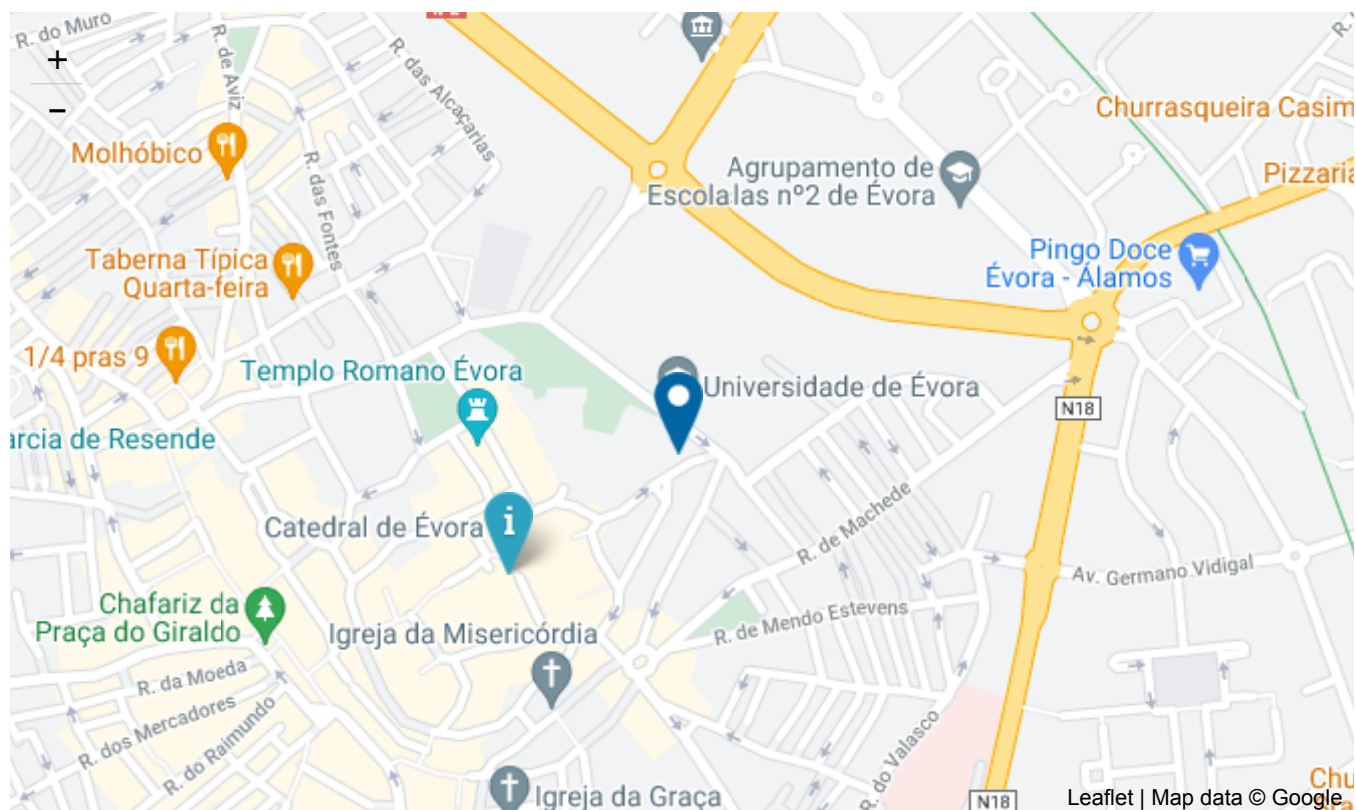 R. do Muro
+
−
R. de Aviz
R. das Alcaçarias
R. das Fontes
Molhóbico
Churrasqueira Casim
Agrupamento de
Escolalas nº2 de Évora
Pizzaria
Taberna Típica
Quarta-feira
Pingo Doce
Évora - Álamos
1/4 pras 9
Templo Romano Évora
Universidade de Évora
N18
arcia de Resende
R. de Machede
Catedral de Évora
i
Av. Germano Vidigal
Chafariz da
Praça do Giraldo
R. de Mendo Estevens
Igreja da Misericórdia
R. da Moeda
R. dos Mercadores
R. do Raimundo
R. do Valasco
Igreja da Graça
N18
Chu
Leaflet | Map data © Google